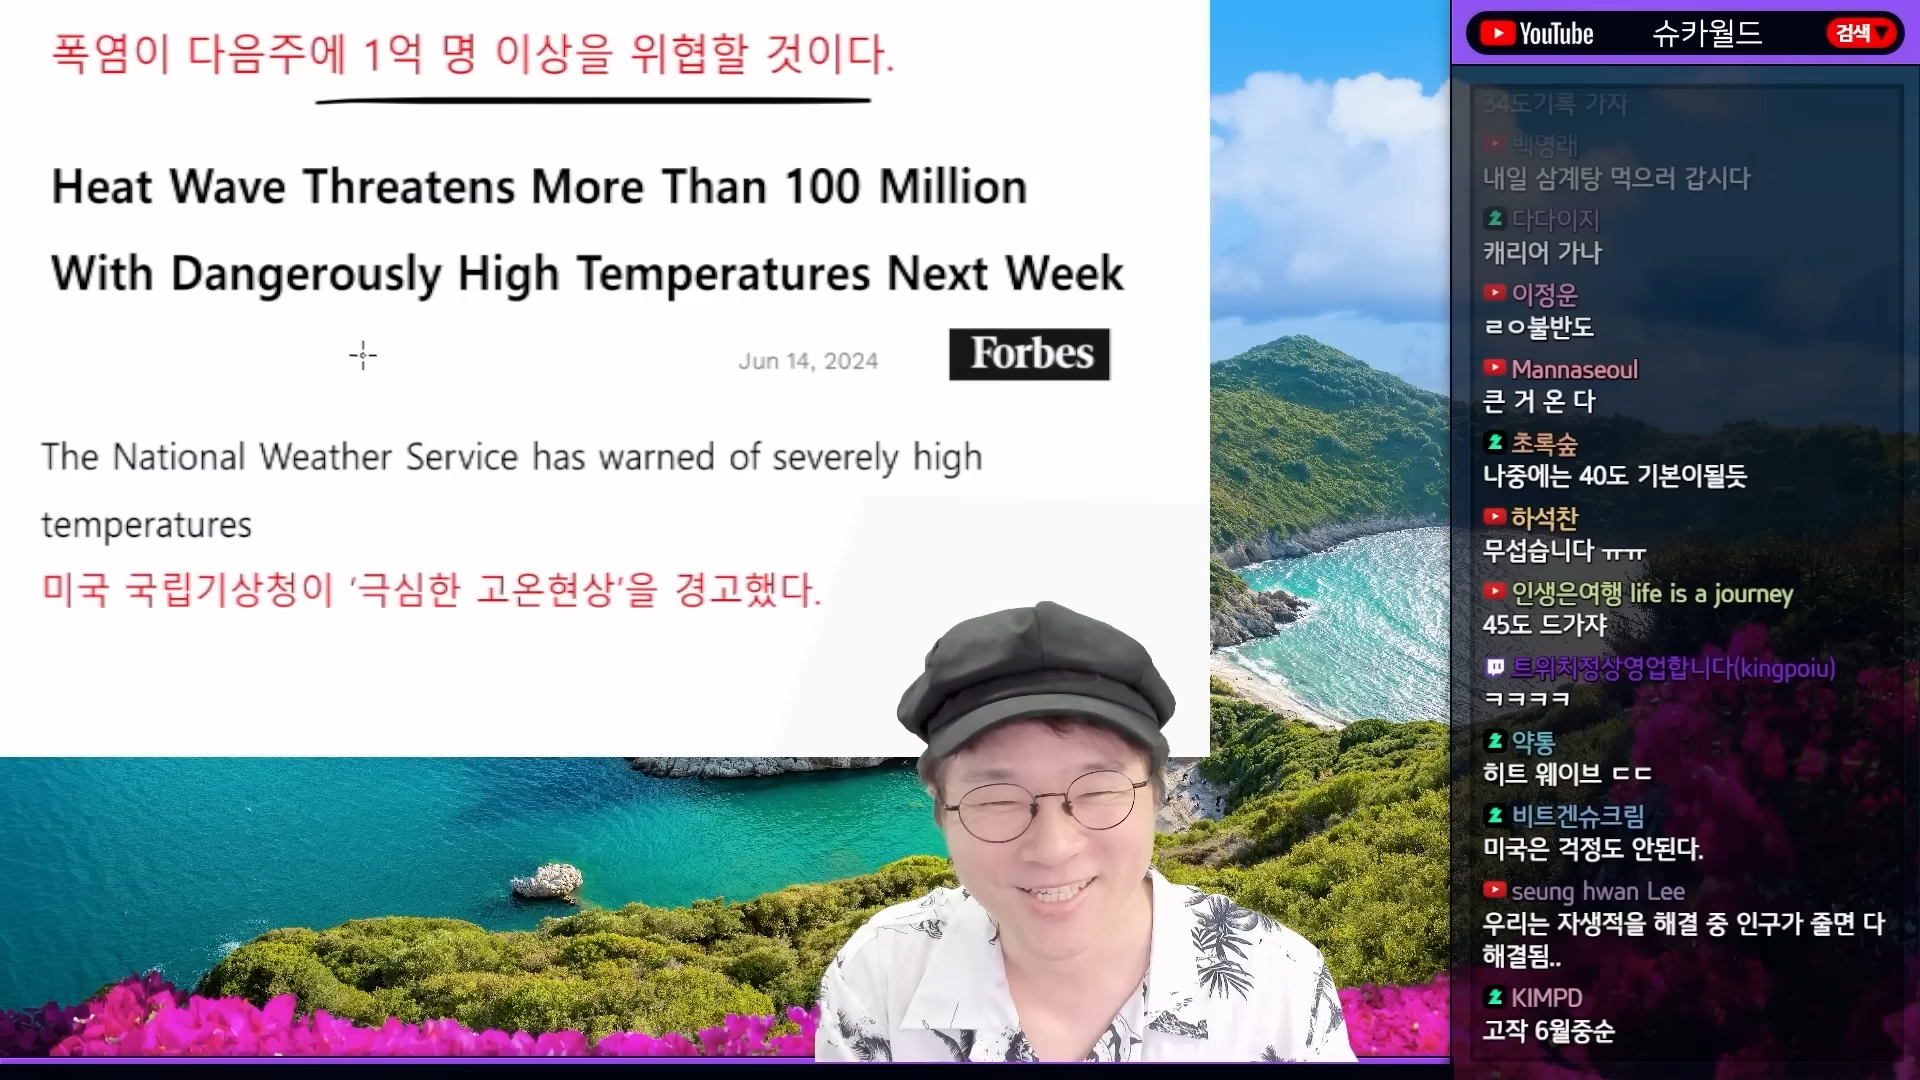 폭염이 다음주에 1억 명 이상을 위협할 것이다.
Heat Wave Threatens More Than 100 Million
With Dangerously High Temperatures Next Week
Jun 14, 2024
Forbes
The National Weather Service has warned of severely high
temperatures
미국 국립기상청이 '극심한 고온현상'을 경고했다.
YouTube 슈카월드 검색
34도기록 가자
백영래
내일 삼계탕 먹으러 갑시다
다다이지
캐리어 가나
이정운
ㄹㅇ불반도
Mannaseoul
큰 거 온 다
초록숲
나중에는 40도 기본이될듯
하석찬
무섭습니다 ㅠㅠ
인생은여행 life is a journey
45도 드가쟈
트위치정상영업합니다(kingpoiu)
ㅋㅋㅋㅋ
약통
히트 웨이브 ㄷㄷ
비트겐슈크림
미국은 걱정도 안된다.
seung hwan Lee
우리는 자생적을 해결 중 인구가 줄면 다
해결됨..
KIMPD
고작 6월중순